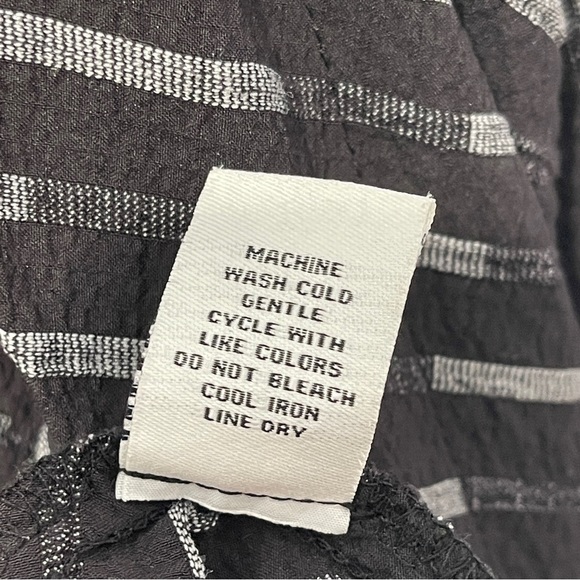 MACHINE
WASH COLD
GENTLE
CYCLE WITH
LIKE COLORS
DO NOT BLEACH
COOL IRON
LINE DRY